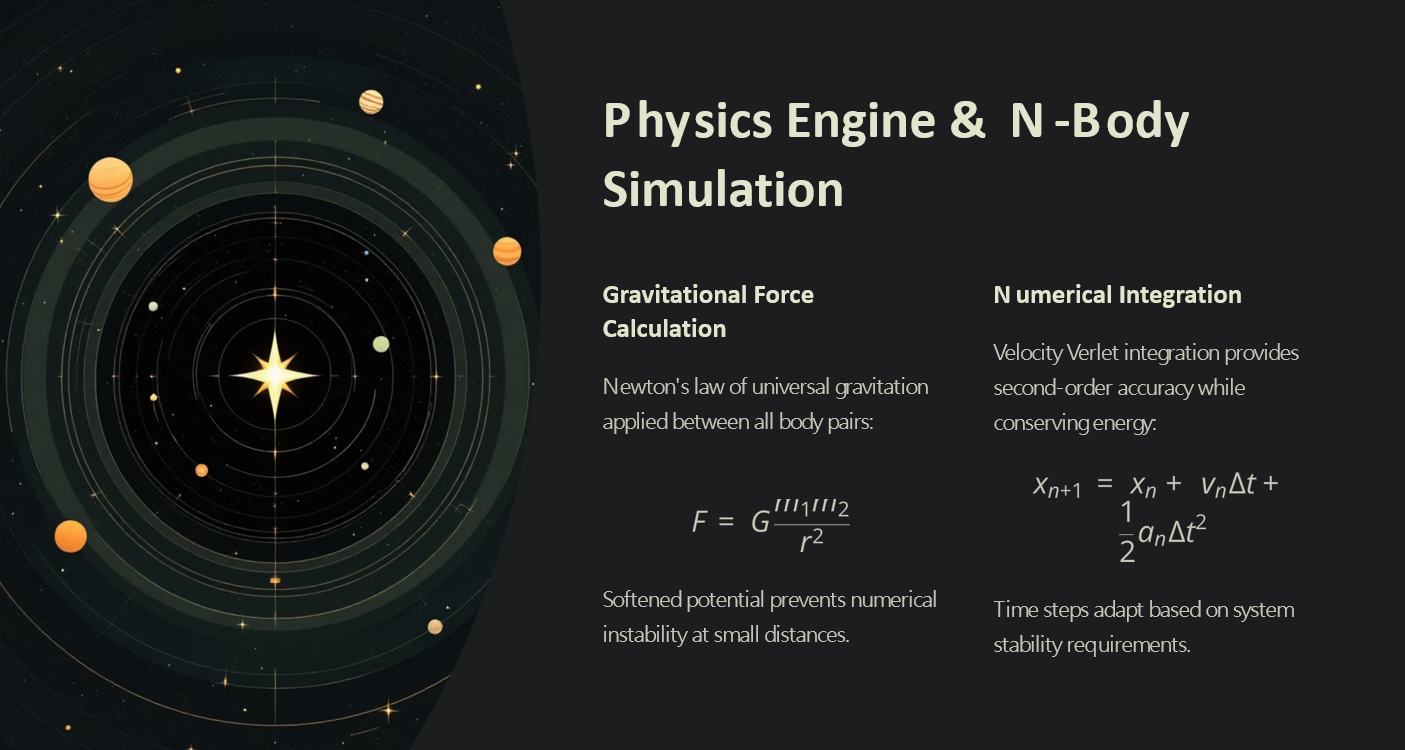 Physics Engine & N-Body
Simulation
Gravitational Force
Calculation
Newton's law of universal gravitation
applied between all body pairs:
F = G m₁m₂ / r²
Softened potential prevents numerical
instability at small distances.
Numerical Integration
Velocity Verlet integration provides
second-order accuracy while
conserving energy:
xₙ₊₁ = xₙ + vₙΔt +
1/2 aₙΔt²
Time steps adapt based on system
stability requirements.